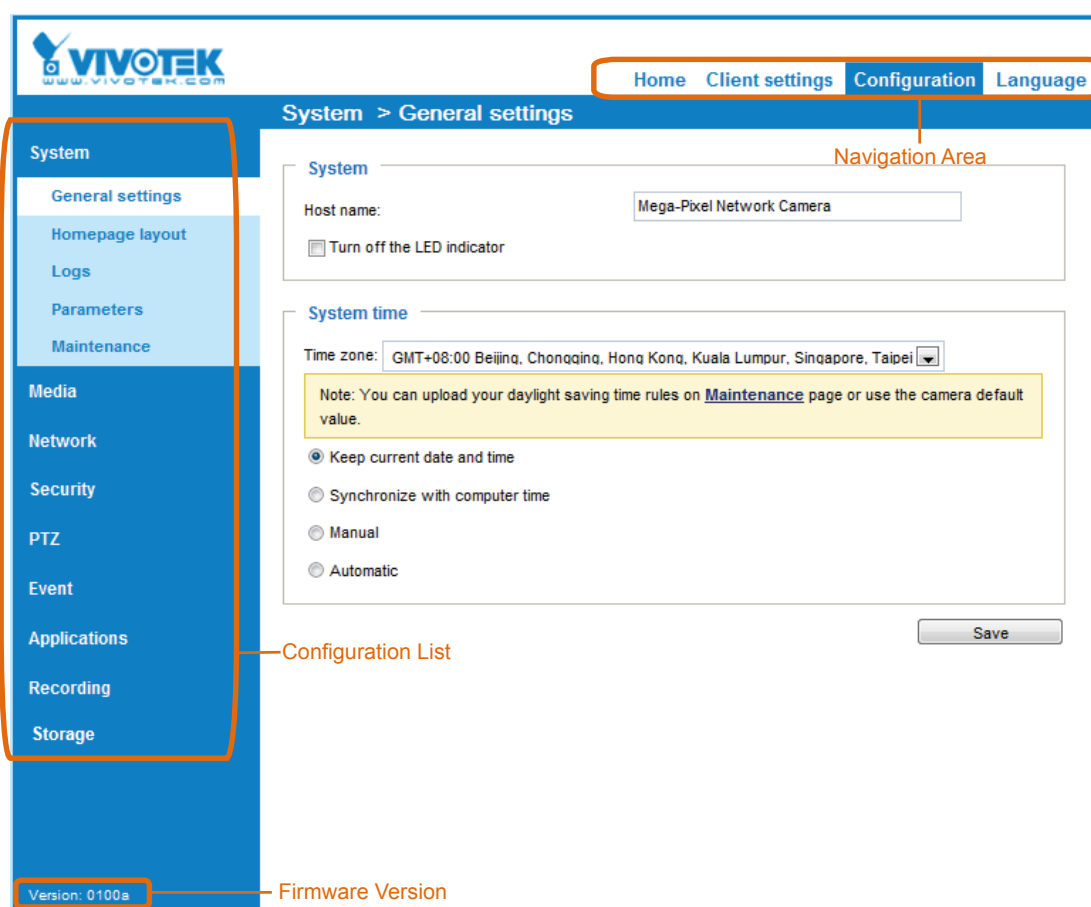 VIVOTEK
www.vivotek.com
Home Client settings Configuration Language
System > General settings
Navigation Area
System
General settings
Homepage layout
Logs
Parameters
Maintenance
Media
Network
Security
PTZ
Event
Applications
Recording
Storage
Configuration List
Version: 0100a
Firmware Version
System
Host name: Mega-Pixel Network Camera
Turn off the LED indicator
System time
Time zone: GMT+08:00 Beijing, Chongqing, Hong Kong, Kuala Lumpur, Singapore, Taipei
Note: You can upload your daylight saving time rules on Maintenance page or use the camera default
value.
Keep current date and time
Synchronize with computer time
Manual
Automatic
Save